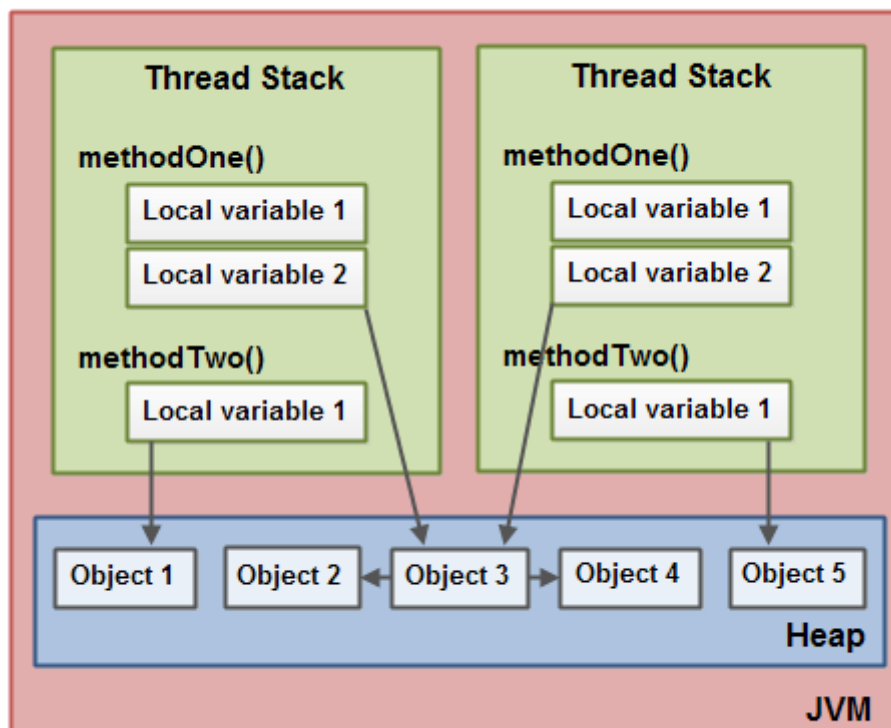 Thread Stack
methodOne()
Local variable 1
Local variable 2
methodTwo()
Local variable 1
Thread Stack
methodOne()
Local variable 1
Local variable 2
methodTwo()
Local variable 1
Object 1
Object 2
Object 3
Object 4
Object 5
Heap
JVM